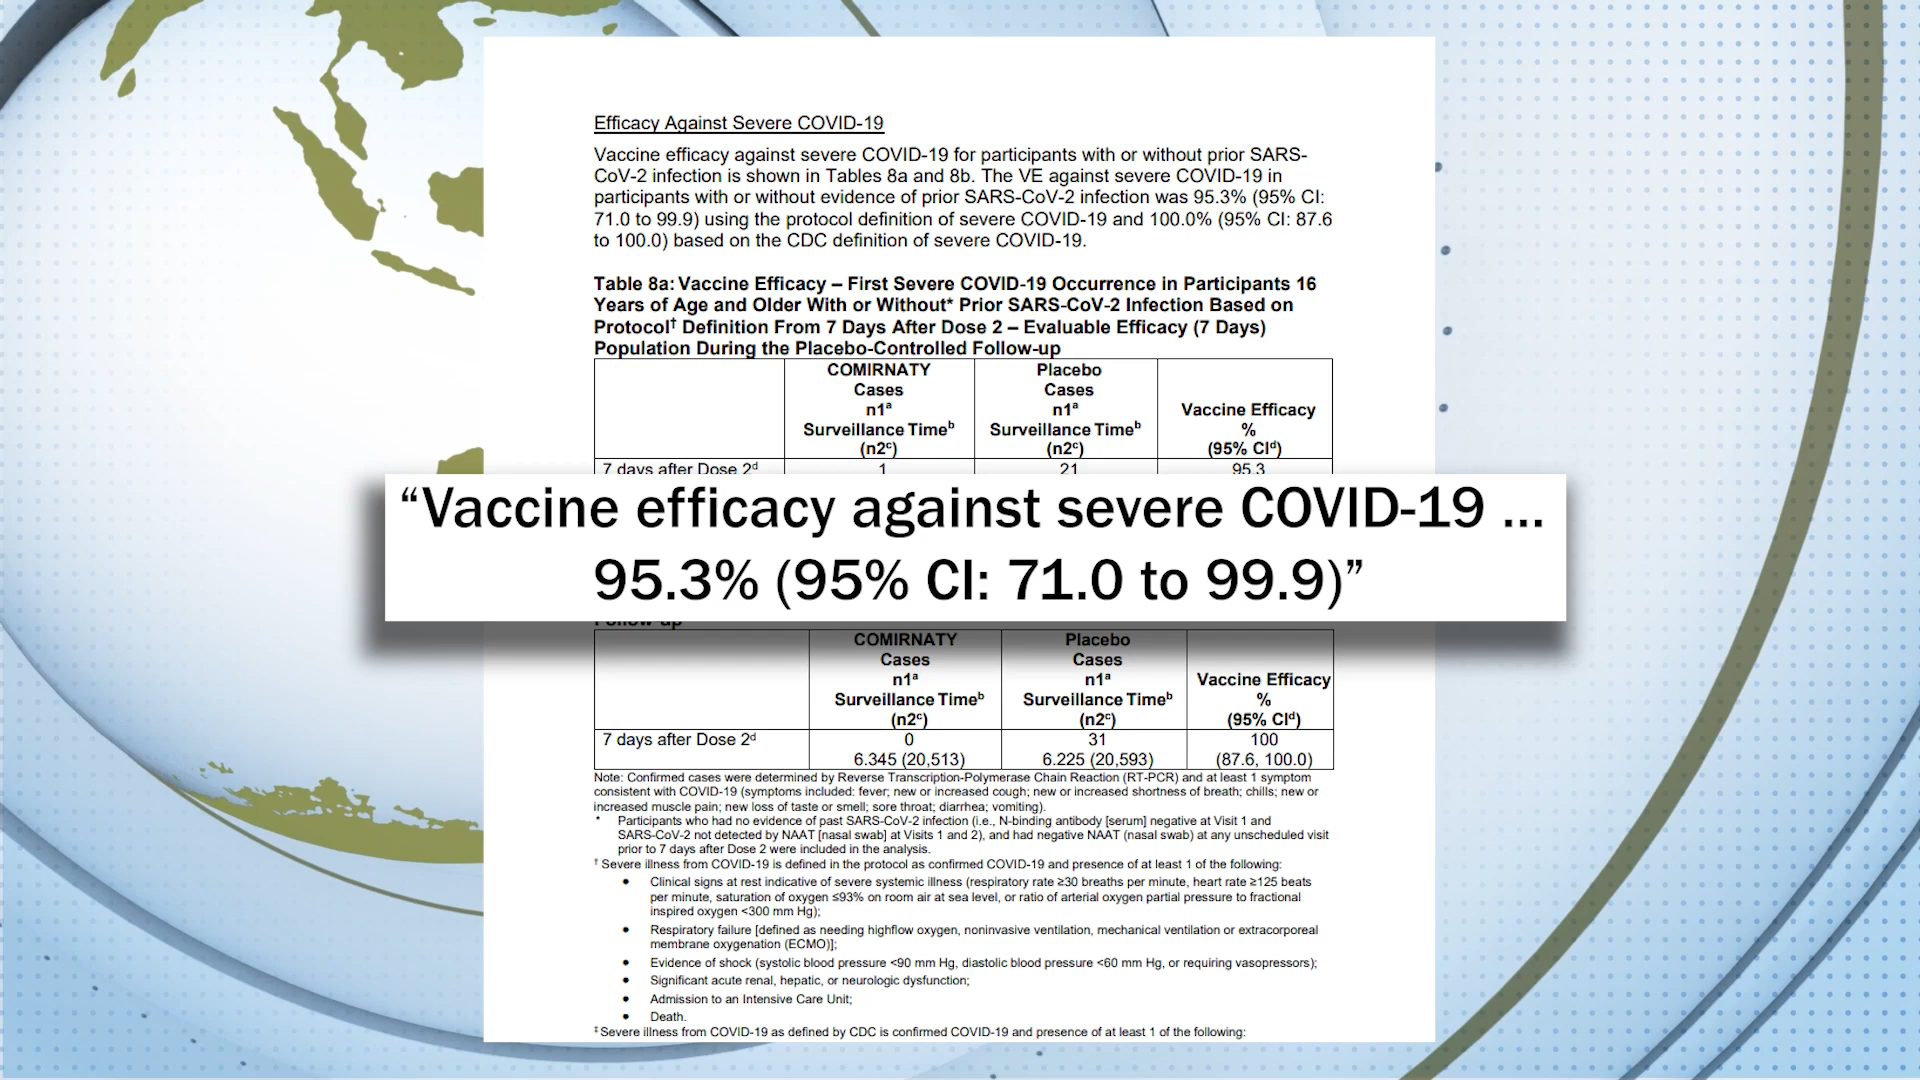 Efficacy Against Severe COVID-19
Vaccine efficacy against severe COVID-19 for participants with or without prior SARS-
CoV-2 infection is shown in Tables 8a and 8b. The VE against severe COVID-19 in
participants with or without evidence of prior SARS-CoV-2 infection was 95.3% (95% CI:
71.0 to 99.9) using the protocol definition of severe COVID-19 and 100.0% (95% CI: 87.6
to 100.0) based on the CDC definition of severe COVID-19.
Table 8a: Vaccine Efficacy – First Severe COVID-19 Occurrence in Participants 16
Years of Age and Older With or Without* Prior SARS-CoV-2 Infection Based on
Protocol† Definition From 7 Days After Dose 2 – Evaluable Efficacy (7 Days)
Population During the Placebo-Controlled Follow-up
COMIRNATY Placebo
Cases Cases
n1ᵃ n1ᵃ Vaccine Efficacy
Surveillance Timeᵇ Surveillance Timeᵇ %
(n2ᶜ) (n2ᶜ) (95% CIᵈ)
7 days after Dose 2ᵈ 1 21 95.3
“Vaccine efficacy against severe COVID-19 ...
95.3% (95% CI: 71.0 to 99.9)”
Follow-up
COMIRNATY Placebo
Cases Cases
n1ᵃ n1ᵃ Vaccine Efficacy
Surveillance Timeᵇ Surveillance Timeᵇ %
(n2ᶜ) (n2ᶜ) (95% CIᵈ)
7 days after Dose 2ᵈ 0 31 100
6.345 (20,513) 6.225 (20,593) (87.6, 100.0)
Note: Confirmed cases were determined by Reverse Transcription-Polymerase Chain Reaction (RT-PCR) and at least 1 symptom
consistent with COVID-19 (symptoms included: fever; new or increased cough; new or increased shortness of breath; chills; new or
increased muscle pain; new loss of taste or smell; sore throat; diarrhea; vomiting).
* Participants who had no evidence of past SARS-CoV-2 infection (i.e., N-binding antibody [serum] negative at Visit 1 and
SARS-CoV-2 not detected by NAAT [nasal swab] at Visits 1 and 2), and had negative NAAT (nasal swab) at any unscheduled visit
prior to 7 days after Dose 2 were included in the analysis.
† Severe illness from COVID-19 is defined in the protocol as confirmed COVID-19 and presence of at least 1 of the following:
• Clinical signs at rest indicative of severe systemic illness (respiratory rate ≥30 breaths per minute, heart rate ≥125 beats
per minute, saturation of oxygen ≤93% on room air at sea level, or ratio of arterial oxygen partial pressure to fractional
inspired oxygen <300 mm Hg);
• Respiratory failure [defined as needing highflow oxygen, noninvasive ventilation, mechanical ventilation or extracorporeal
membrane oxygenation (ECMO)];
• Evidence of shock (systolic blood pressure <90 mm Hg, diastolic blood pressure <60 mm Hg, or requiring vasopressors);
• Significant acute renal, hepatic, or neurologic dysfunction;
• Admission to an Intensive Care Unit;
• Death.
‡ Severe illness from COVID-19 as defined by CDC is confirmed COVID-19 and presence of at least 1 of the following: